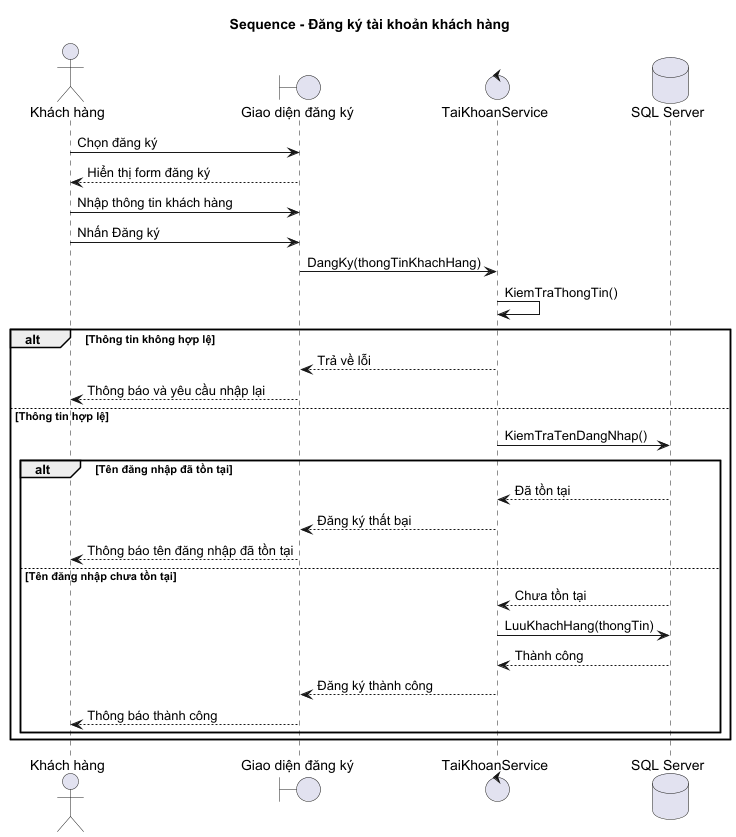 Sequence - Đăng ký tài khoản khách hàng
Khách hàng
Giao diện đăng ký
TaiKhoanService
SQL Server
Chọn đăng ký
Hiển thị form đăng ký
Nhập thông tin khách hàng
Nhấn Đăng ký
DangKy(thongTinKhachHang)
KiemTraThongTin()
alt [Thông tin không hợp lệ]
Trả về lỗi
Thông báo và yêu cầu nhập lại
[Thông tin hợp lệ]
KiemTraTenDangNhap()
alt [Tên đăng nhập đã tồn tại]
Đã tồn tại
Đăng ký thất bại
Thông báo tên đăng nhập đã tồn tại
[Tên đăng nhập chưa tồn tại]
Chưa tồn tại
LuuKhachHang(thongTin)
Thành công
Đăng ký thành công
Thông báo thành công
Khách hàng
Giao diện đăng ký
TaiKhoanService
SQL Server